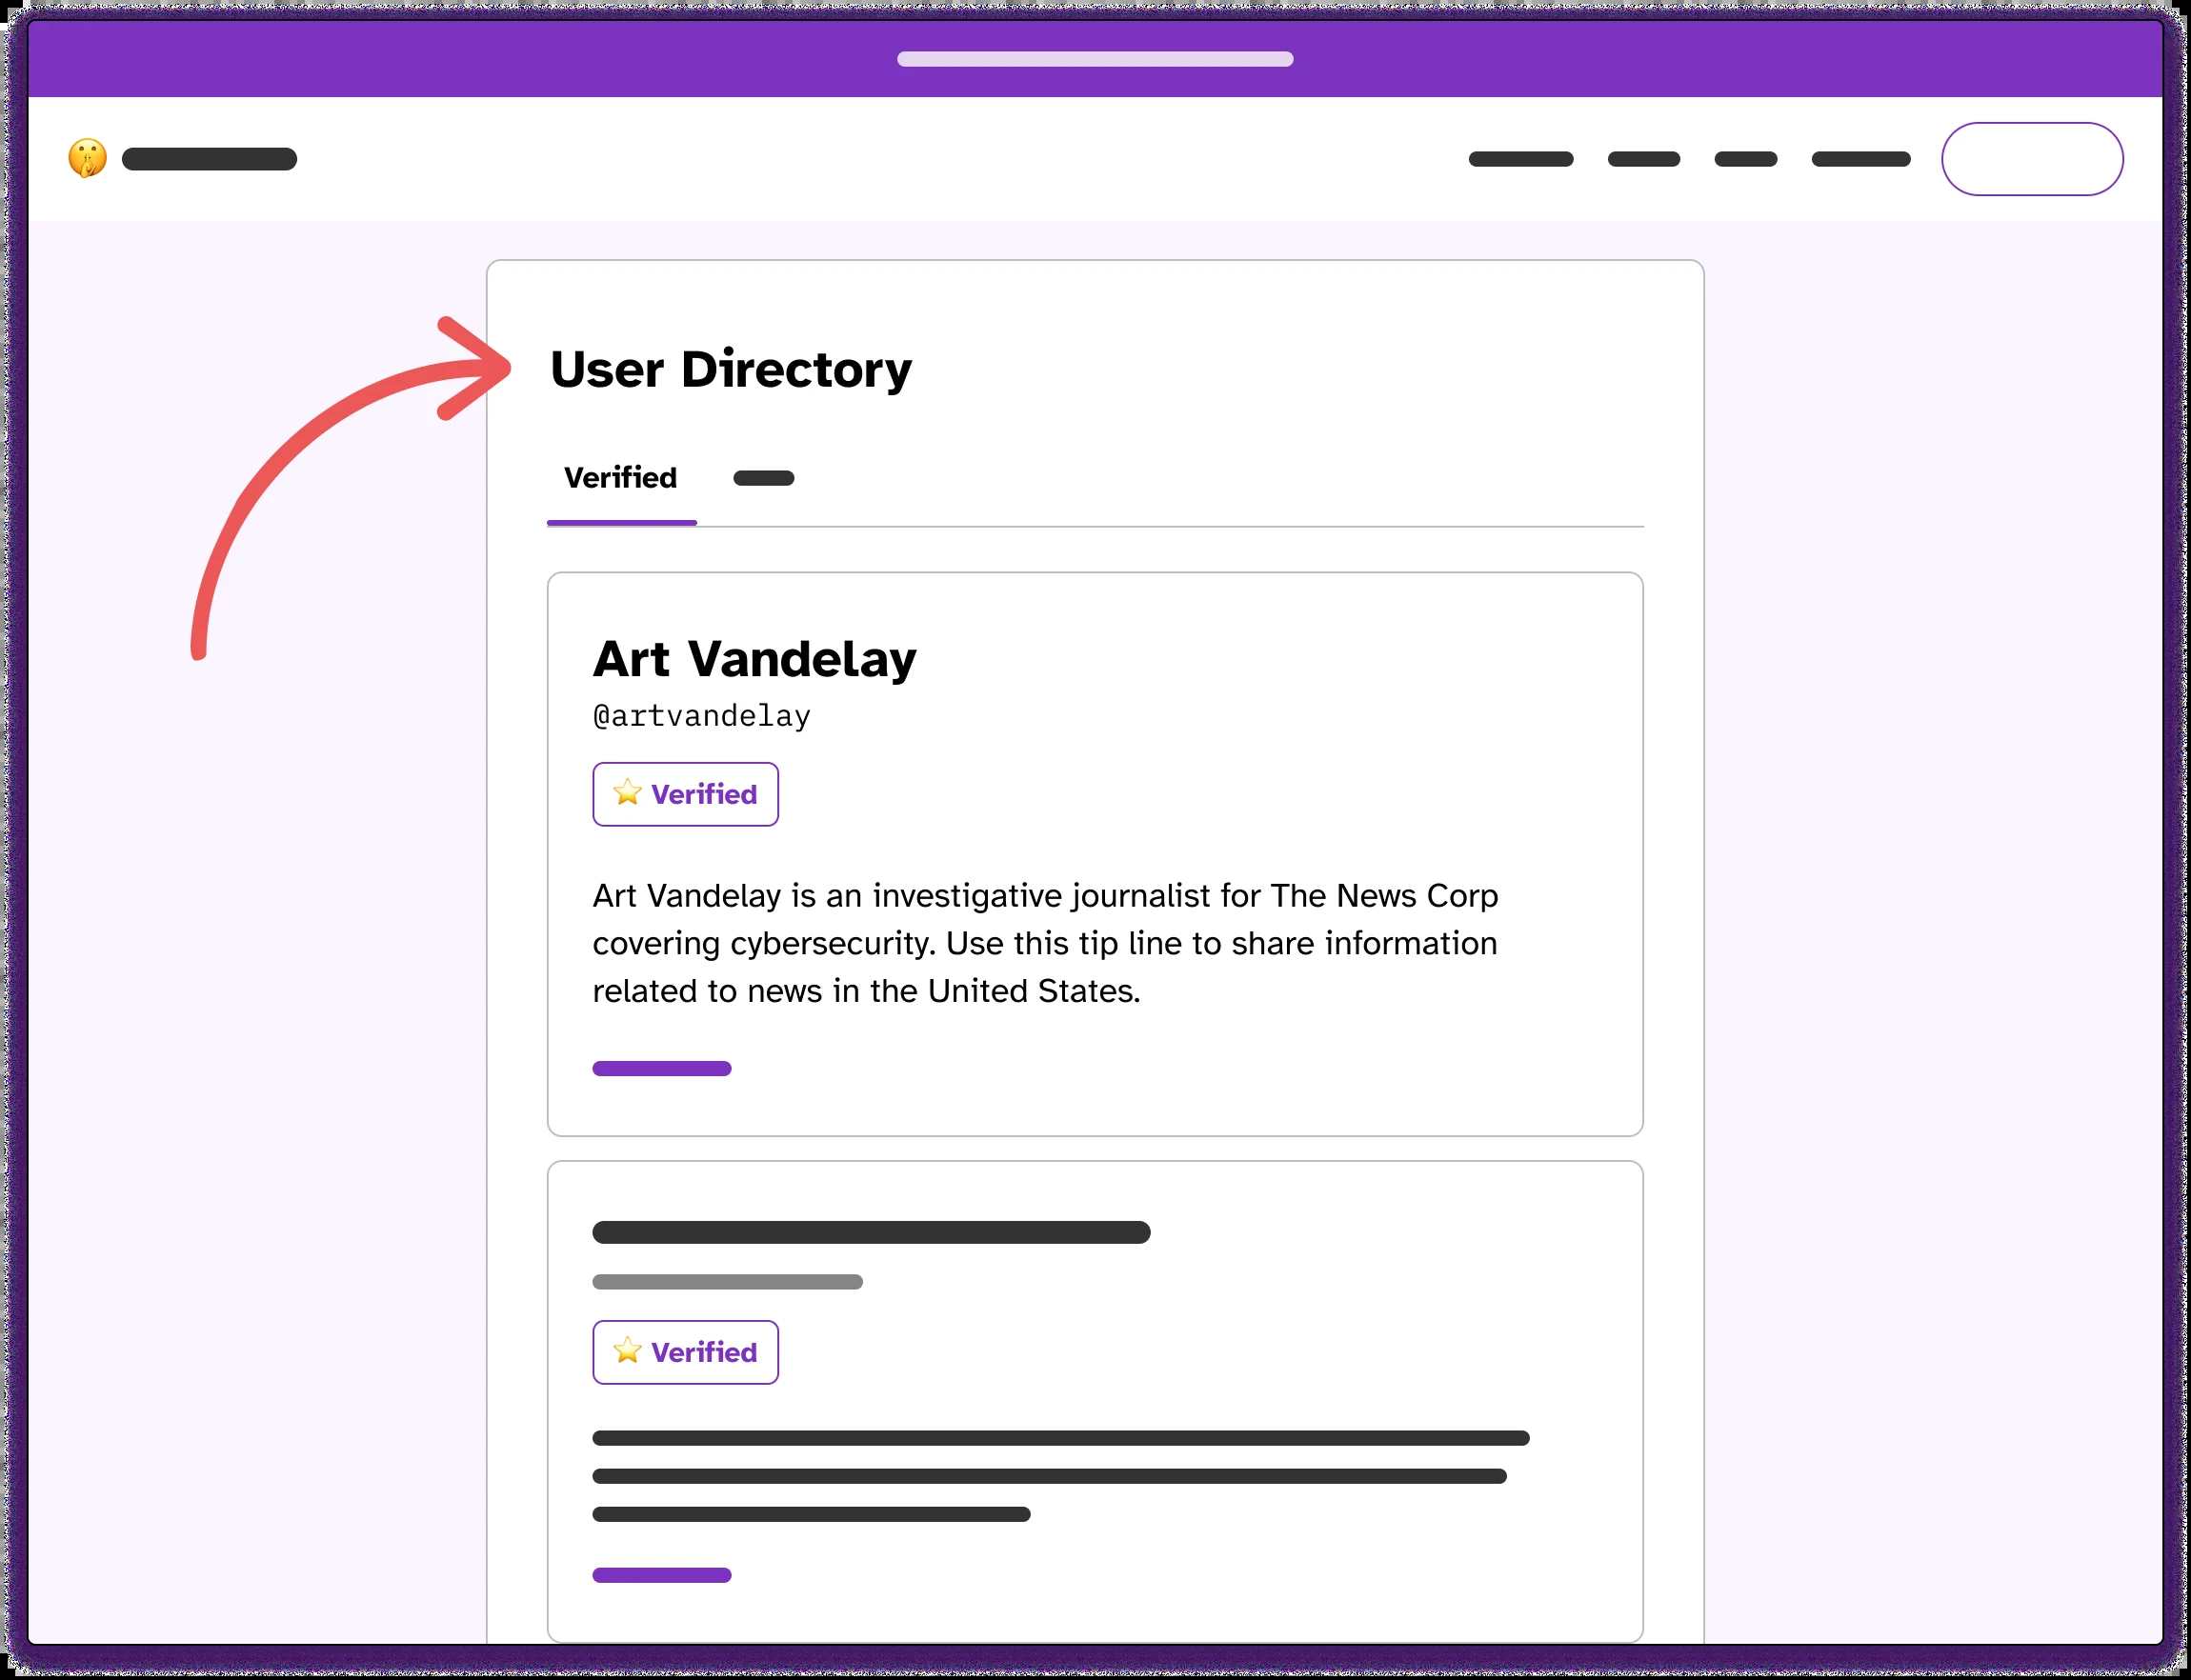 User Directory
Verified
Art Vandelay
@artvandelay
⭐ Verified
Art Vandelay is an investigative journalist for The News Corp
covering cybersecurity. Use this tip line to share information
related to news in the United States.
⭐ Verified